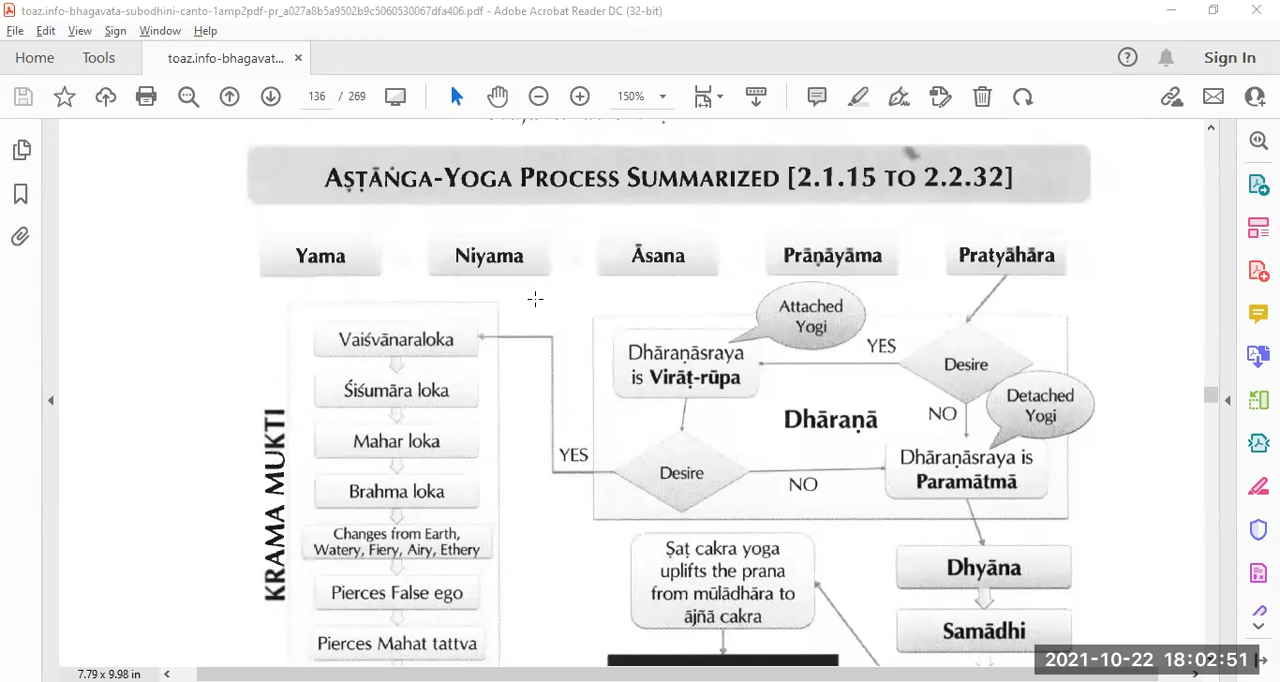 toaz.info-bhagavata-subodhini-canto-1amp2pdf-pr_a027a8b5a9502b9c5060530067dfa406.pdf - Adobe Acrobat Reader DC (32-bit)
File Edit View Sign Window Help
Home Tools toaz.info-bhagavat... × Sign In
136 / 269 150%
AṢṬĀṄGA-YOGA PROCESS SUMMARIZED [2.1.15 TO 2.2.32]
Yama Niyama Āsana Prāṇāyāma Pratyāhāra
Attached
Yogi
Vaiśvānaraloka
Śiśumāra loka
Mahar loka
Brahma loka
Changes from Earth,
Watery, Fiery, Airy, Ethery
Pierces False ego
Pierces Mahat tattva
KRAMA MUKTI
Dhāraṇāsraya
is Virāṭ-rūpa
YES
Desire
Detached
Yogi
NO
Dhāraṇā
YES
Desire
NO
Dhāraṇāsraya is
Paramātmā
Ṣaṭ cakra yoga
uplifts the prana
from mūlādhāra to
ājñā cakra
Dhyāna
Samādhi
2021-10-22 18:02:51
7.79 x 9.98 in